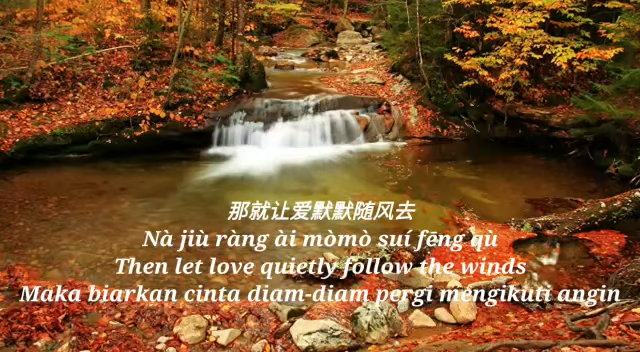 那就让爱默默随风去
Nà jiù ràng ài mòmò suí fēng qù
Then let love quietly follow the winds
Maka biarkan cinta diam-diam pergi mengikuti angin